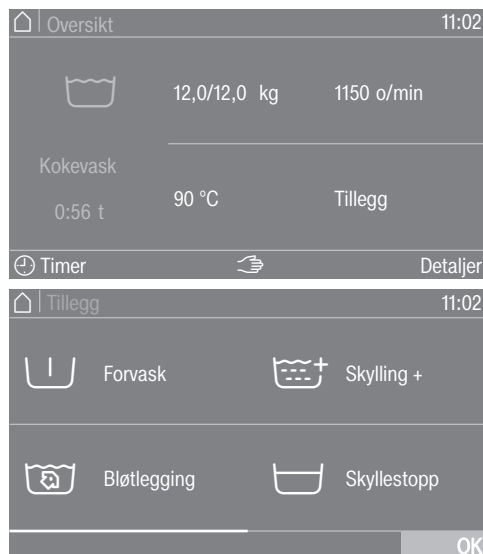 Oversikt 11:02
12,0/12,0 kg 1150 o/min
Kokevask
0:56 t
90 °C Tillegg
Timer Detaljer
Tillegg 11:02
Forvask Skylling +
Bløtlegging Skyllestopp
OK